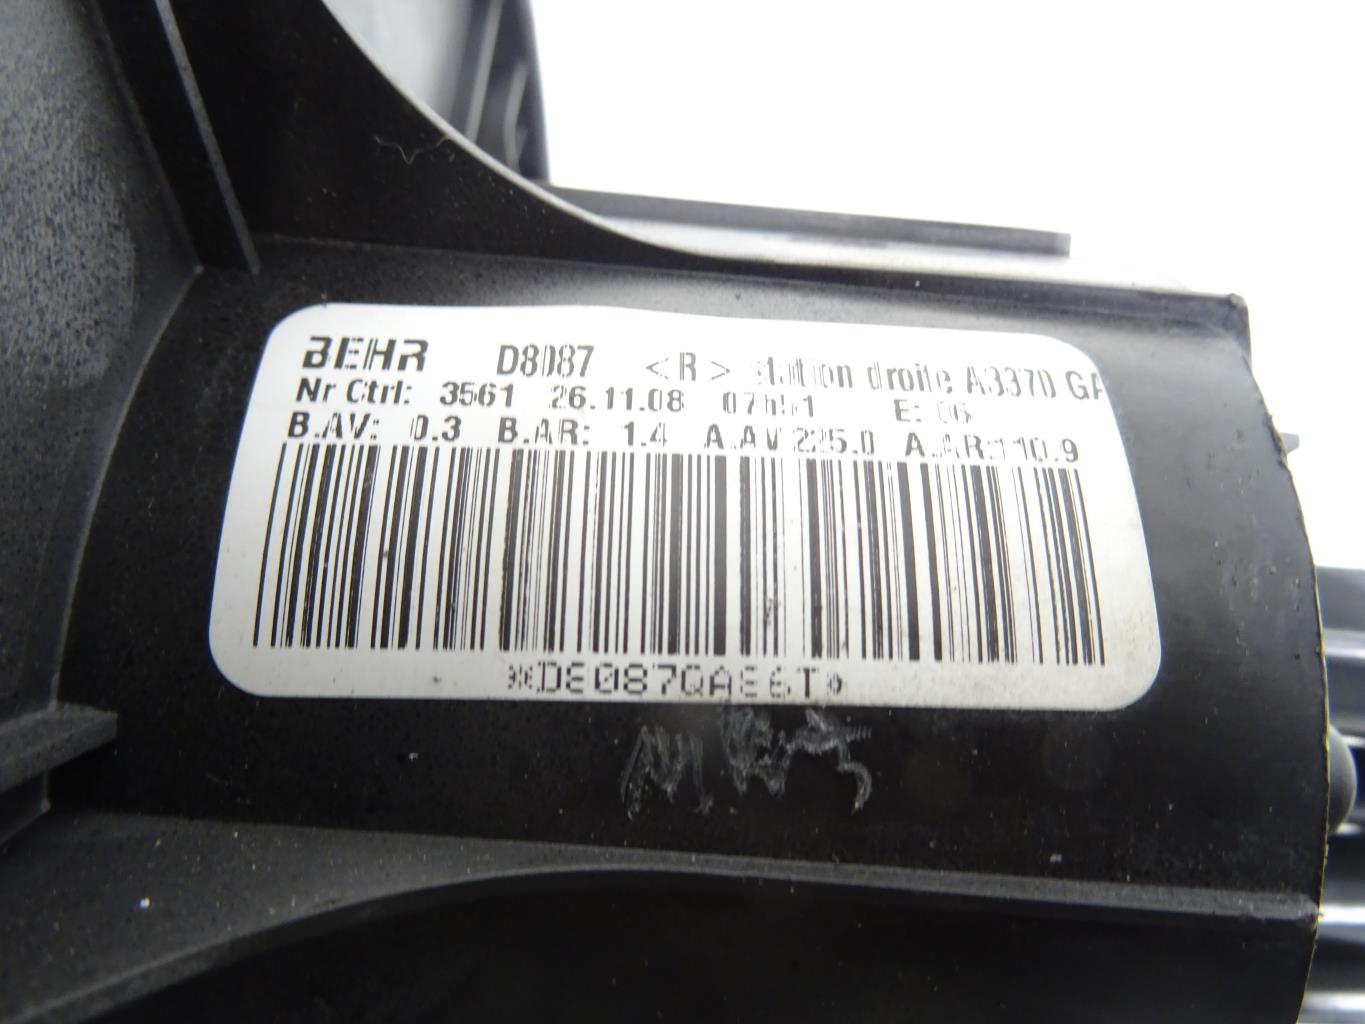 BEHR D8087 <R> station droite A3370 GA
Nr Ctrl: 3561 26.11.08 07h51 E: 06
B.AV: 0.3 B.AR: 1.4 A.AV 225.0 A.AR:110.9